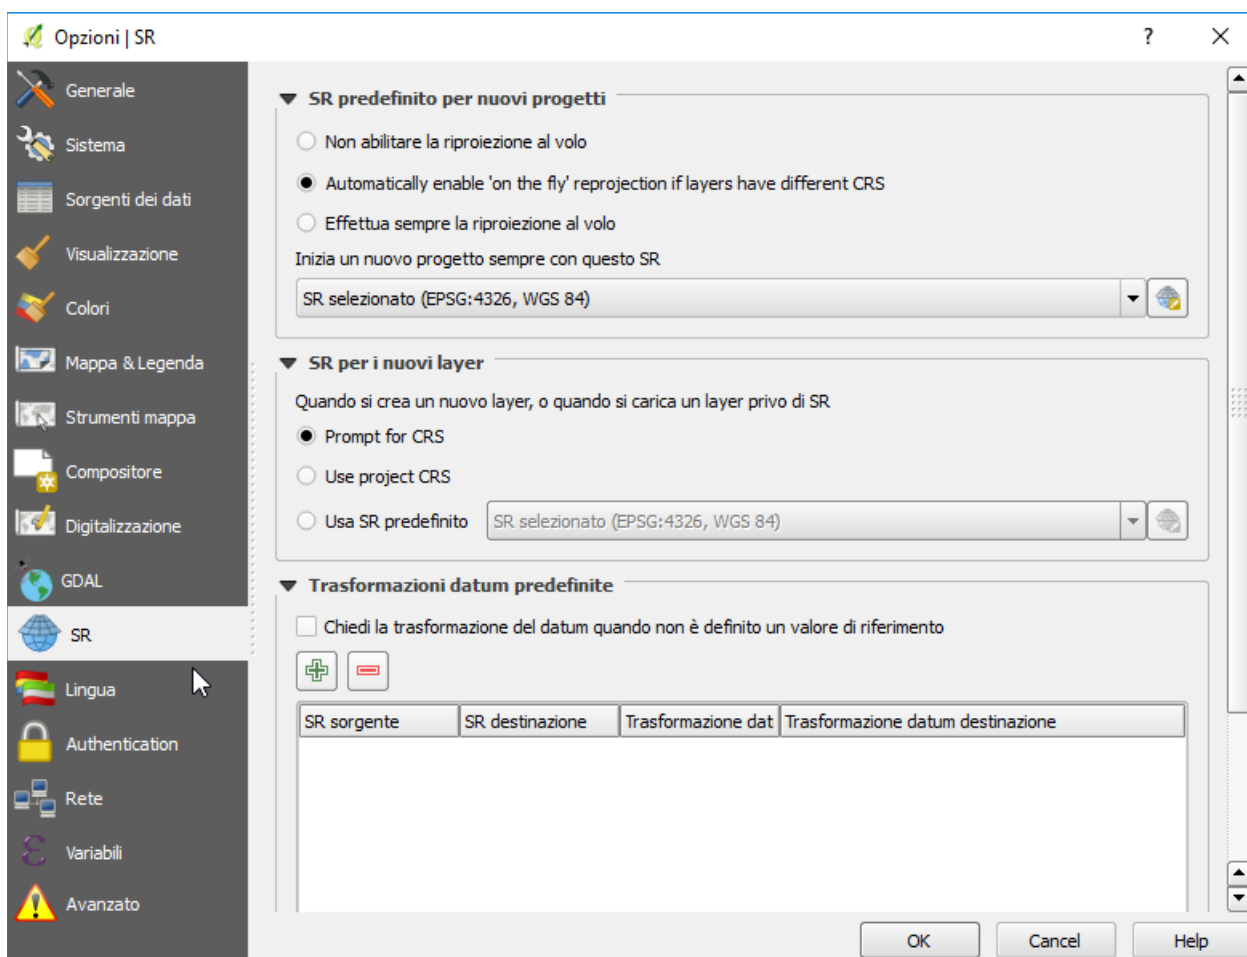 Opzioni | SR
?
Generale
Sistema
Sorgenti dei dati
Visualizzazione
Colori
Mappa & Legenda
Strumenti mappa
Compositore
Digitalizzazione
GDAL
SR
Lingua
Authentication
Rete
Variabili
Avanzato
SR predefinito per nuovi progetti
Non abilitare la riproiezione al volo
Automatically enable 'on the fly' reprojection if layers have different CRS
Effettua sempre la riproiezione al volo
Inizia un nuovo progetto sempre con questo SR
SR selezionato (EPSG:4326, WGS 84)
SR per i nuovi layer
Quando si crea un nuovo layer, o quando si carica un layer privo di SR
Prompt for CRS
Use project CRS
Usa SR predefinito SR selezionato (EPSG:4326, WGS 84)
Trasformazioni datum predefinite
Chiedi la trasformazione del datum quando non è definito un valore di riferimento
SR sorgente SR destinazione Trasformazione dat Trasformazione datum destinazione
OK Cancel Help